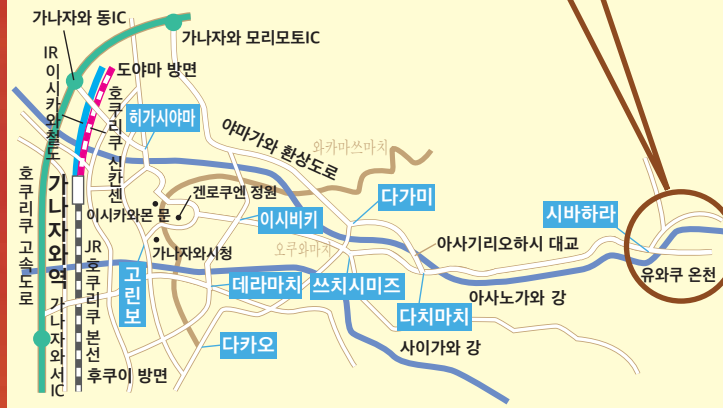 가나자와 동IC
가나자와 모리모토IC
IR 이시카와철도
도야마 방면
호쿠리쿠 신칸센
히가시야마
야마가와 환상도로
와카마쓰마치
호쿠리쿠 고속도로
가나자와역
겐로쿠엔 정원
이시카와몬 문
이시비키
다가미
시바하라
가나자와시청
오쿠와마치
아사기리오하시 대교
JR 호쿠리쿠 본선
고린보
데라마치
쓰치시미즈
유와쿠 온천
아사노가와 강
다치마치
가나자와서IC
다카오
사이가와 강
후쿠이 방면